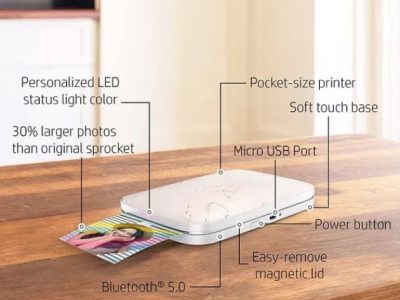 Personalized LED
status light color
Pocket-size printer
Soft touch base
30% larger photos
than original sprocket
Micro USB Port
Power button
Easy-remove
magnetic lid
Bluetooth® 5.0